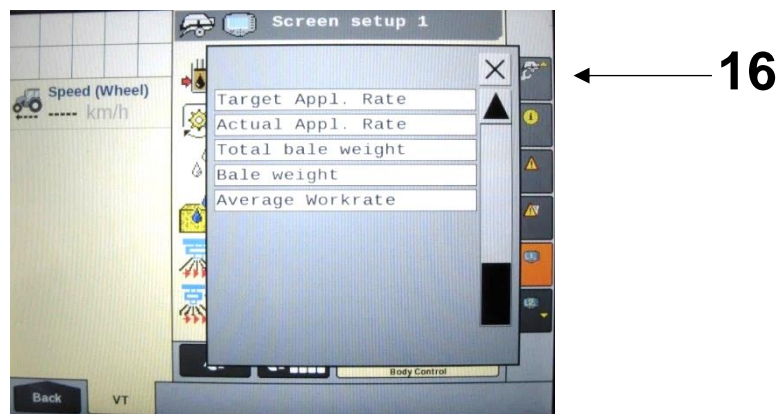 Screen setup 1
16
Speed (Wheel)
----- km/h
Target Appl. Rate
Actual Appl. Rate
Total bale weight
Bale weight
Average Workrate
Body Control
Back
VT